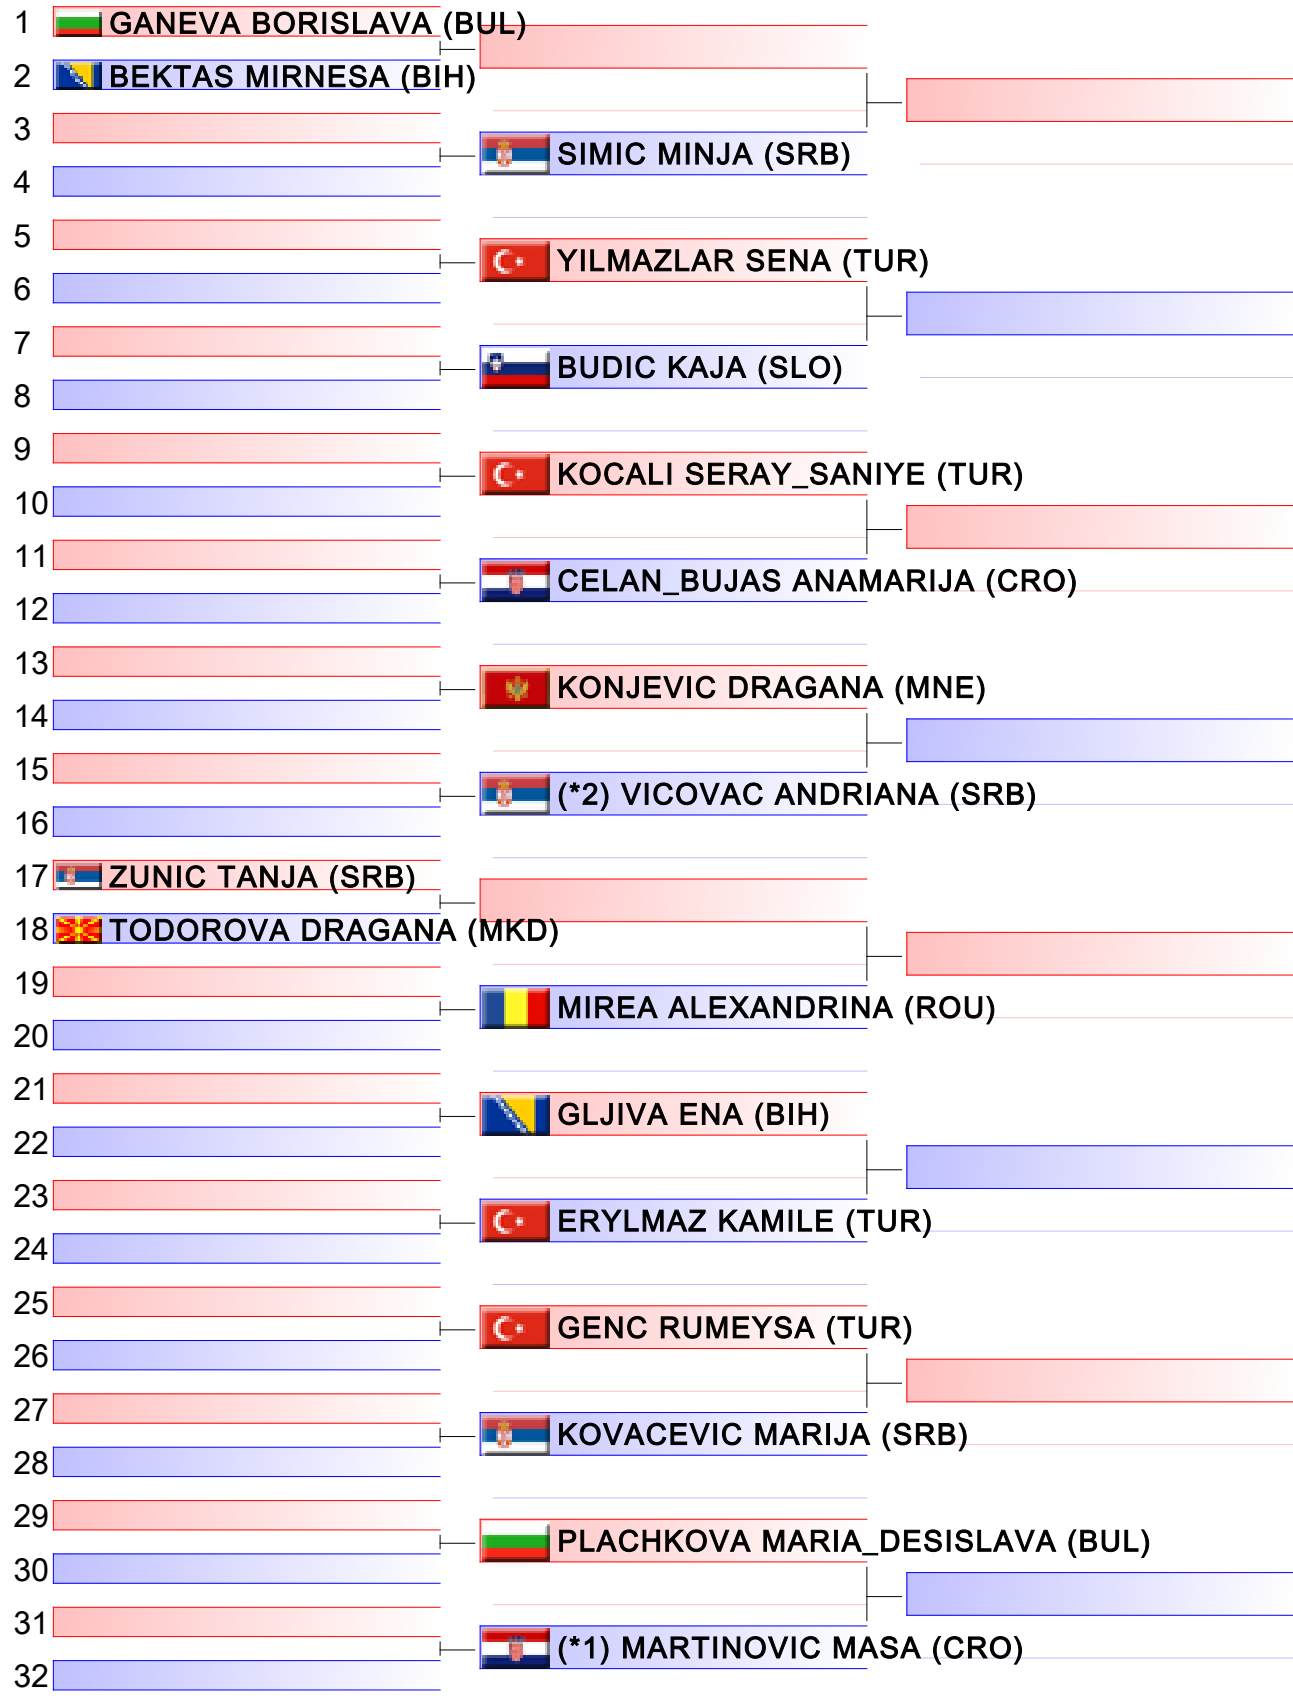 1 GANEVA BORISLAVA (BUL)
2 BEKTAS MIRNESA (BIH)
3
SIMIC MINJA (SRB)
4
5
YILMAZLAR SENA (TUR)
6
7
BUDIC KAJA (SLO)
8
9
KOCALI SERAY_SANIYE (TUR)
10
11
CELAN_BUJAS ANAMARIJA (CRO)
12
13
KONJEVIC DRAGANA (MNE)
14
15
(*2) VICOVAC ANDRIANA (SRB)
16
17 ZUNIC TANJA (SRB)
18 TODOROVA DRAGANA (MKD)
19
MIREA ALEXANDRINA (ROU)
20
21
GLJIVA ENA (BIH)
22
23
ERYLMAZ KAMILE (TUR)
24
25
GENC RUMEYSA (TUR)
26
27
KOVACEVIC MARIJA (SRB)
28
29
PLACHKOVA MARIA_DESISLAVA (BUL)
30
31
(*1) MARTINOVIC MASA (CRO)
32